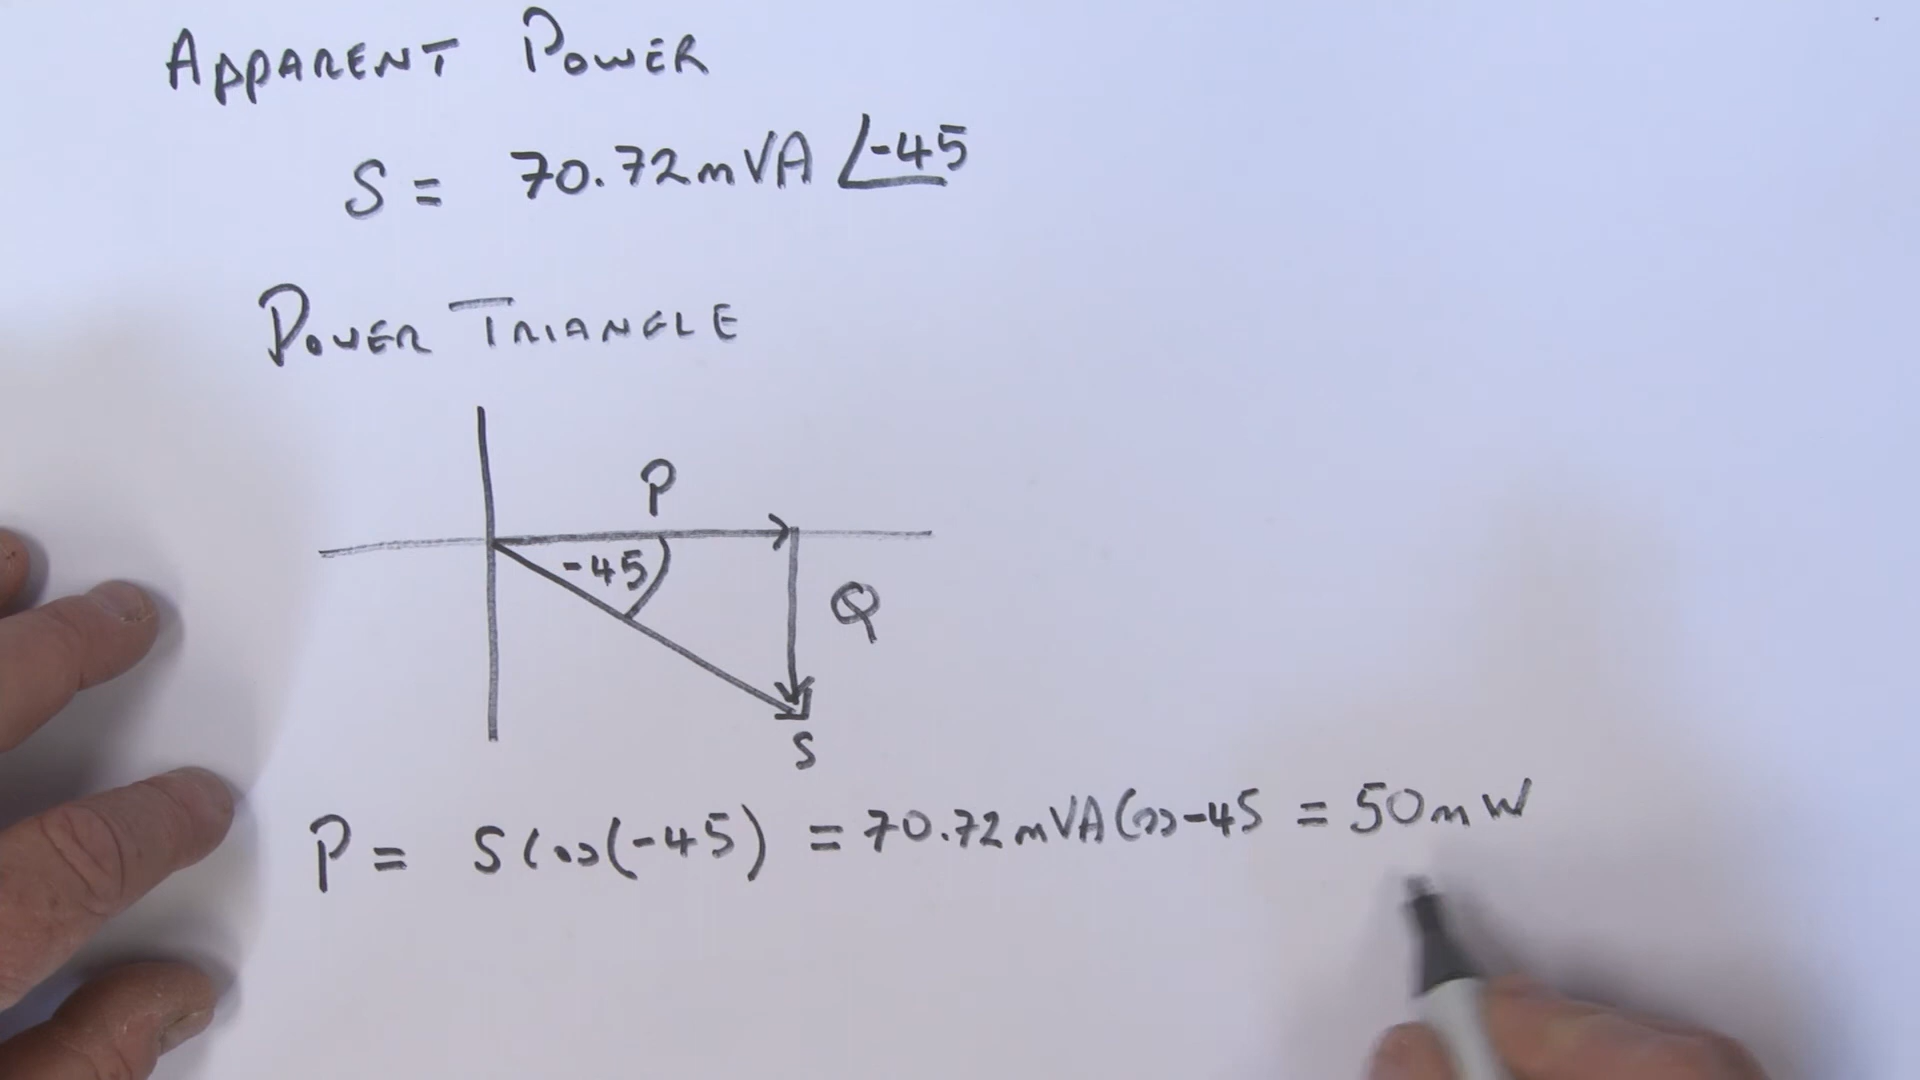 APPARENT POWER
S = 70.72mVA ∠-45
POWER TRIANGLE
P
-45
Q
S
P = S Cos(-45) = 70.72mVA Cos-45 = 50mW